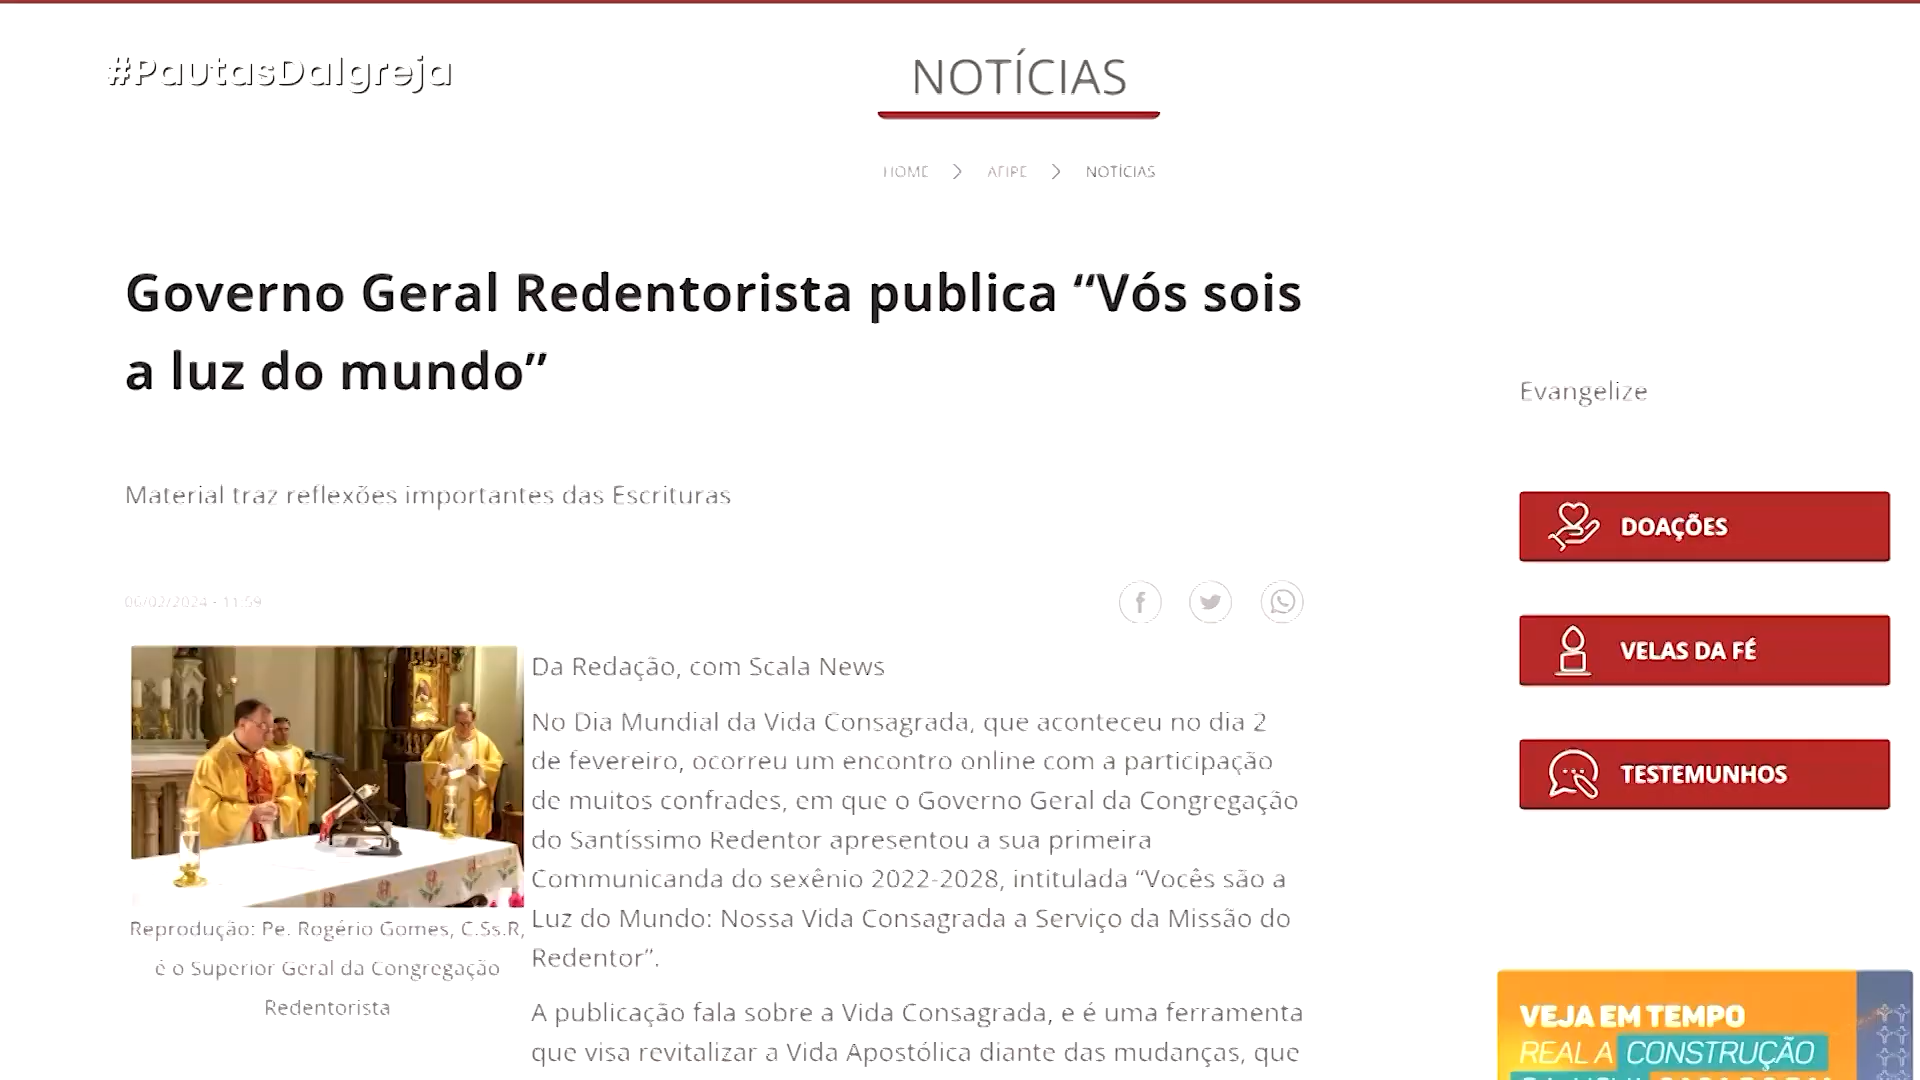 #PautasDaIgreja
NOTÍCIAS
HOME > AFIPE > NOTÍCIAS
Governo Geral Redentorista publica “Vós sois
a luz do mundo”
Evangelize
Material traz reflexões importantes das Escrituras
DOAÇÕES
06/02/2024 - 11:59
VELAS DA FÉ
TESTEMUNHOS
Reprodução: Pe. Rogério Gomes, C.Ss.R,
é o Superior Geral da Congregação
Redentorista
Da Redação, com Scala News
No Dia Mundial da Vida Consagrada, que aconteceu no dia 2
de fevereiro, ocorreu um encontro online com a participação
de muitos confrades, em que o Governo Geral da Congregação
do Santíssimo Redentor apresentou a sua primeira
Communicanda do sexênio 2022-2028, intitulada “Vocês são a
Luz do Mundo: Nossa Vida Consagrada a Serviço da Missão do
Redentor”.
A publicação fala sobre a Vida Consagrada, e é uma ferramenta
que visa revitalizar a Vida Apostólica diante das mudanças, que
VEJA EM TEMPO
REAL A CONSTRUÇÃO